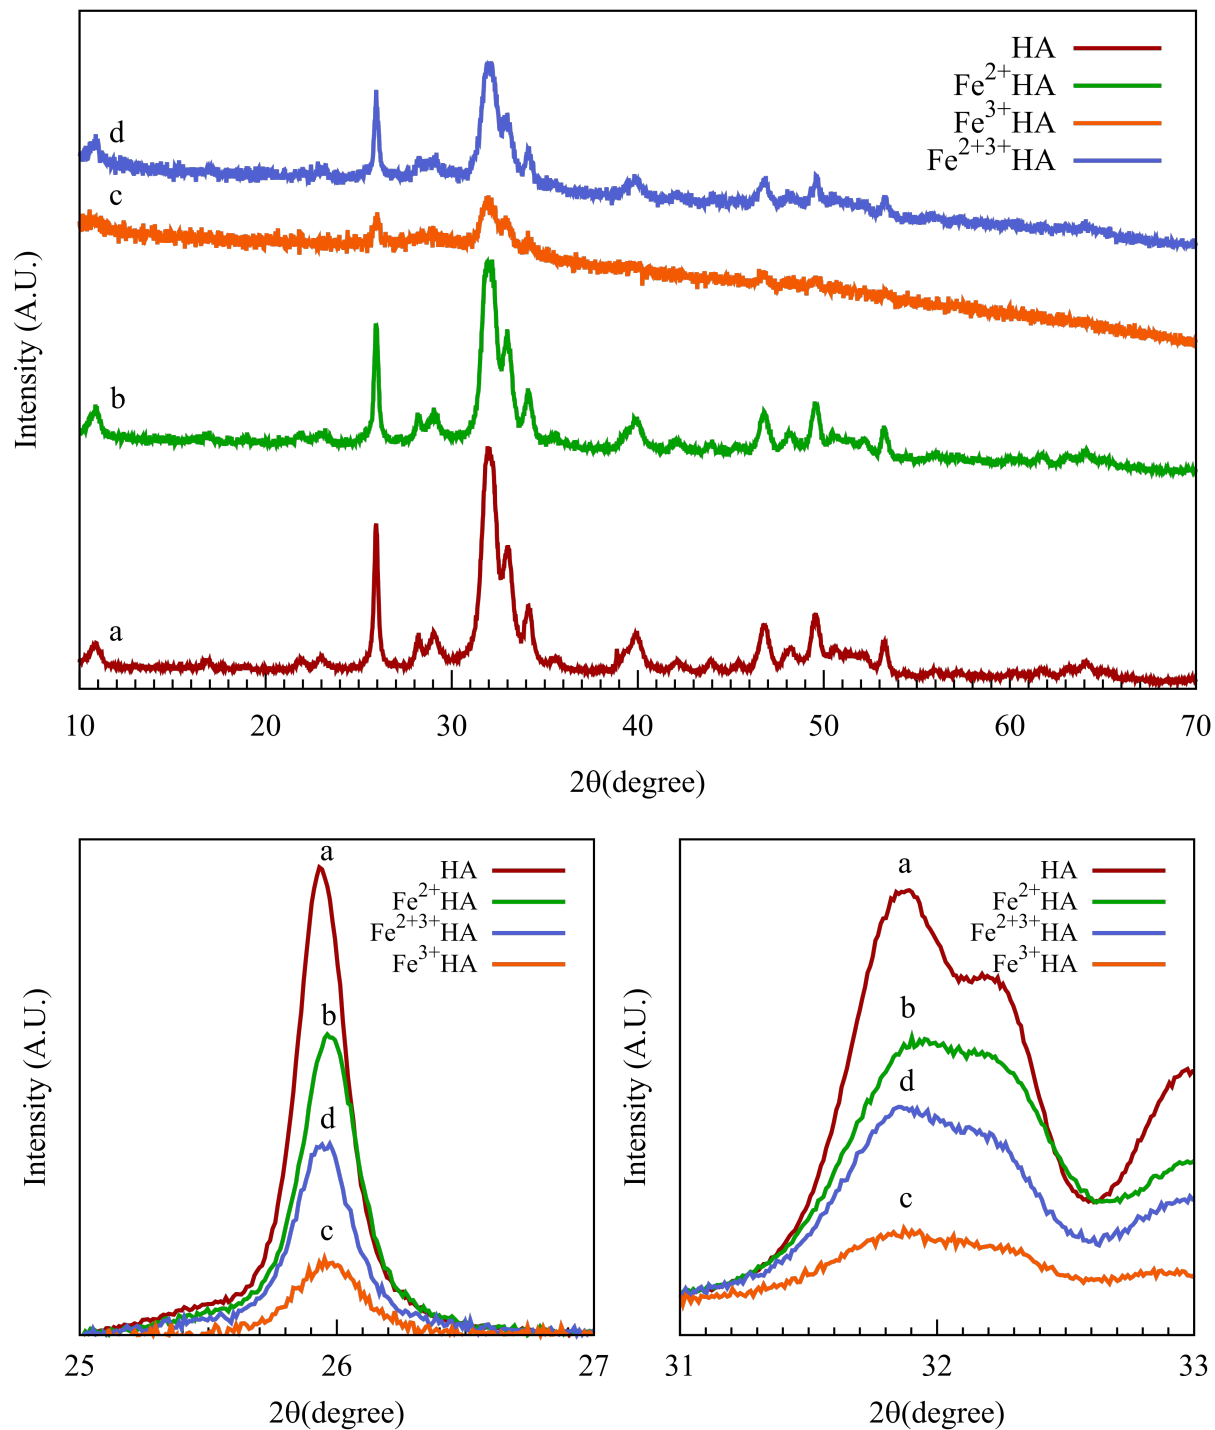 HA
Fe²⁺HA
Fe³⁺HA
Fe²⁺³⁺HA
d
c
b
a
Intensity (A.U.)
10 20 30 40 50 60 70
2θ(degree)
a
HA
Fe²⁺HA
Fe²⁺³⁺HA
Fe³⁺HA
b
d
c
Intensity (A.U.)
25 26 27
2θ(degree)
a
HA
Fe²⁺HA
Fe²⁺³⁺HA
Fe³⁺HA
b
d
c
Intensity (A.U.)
31 32 33
2θ(degree)